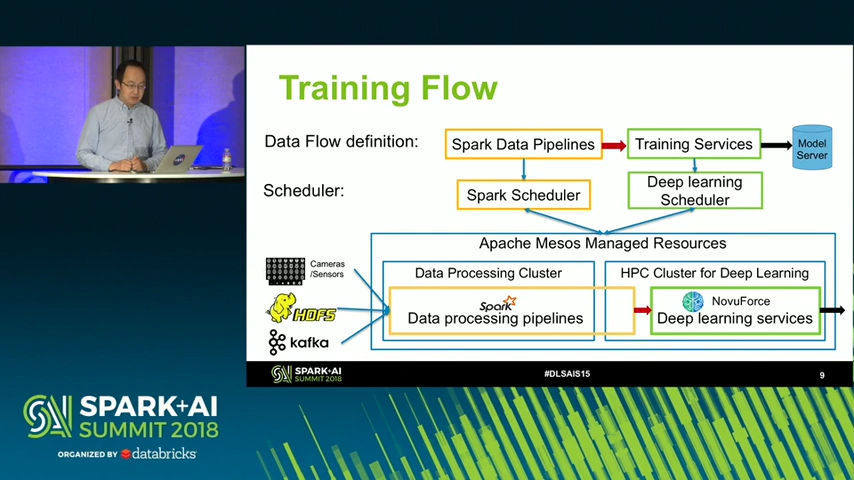 Training Flow
Data Flow definition:
Spark Data Pipelines
Training Services
Model
Server
Scheduler:
Spark Scheduler
Deep learning
Scheduler
Apache Mesos Managed Resources
Cameras
/Sensors
Data Processing Cluster
HPC Cluster for Deep Learning
HDFS
Spark
Data processing pipelines
NovuForce
Deep learning services
kafka
SPARK+AI
SUMMIT 2018
#DLSAIS15
9
SPARK+AI
SUMMIT 2018
ORGANIZED BY databricks